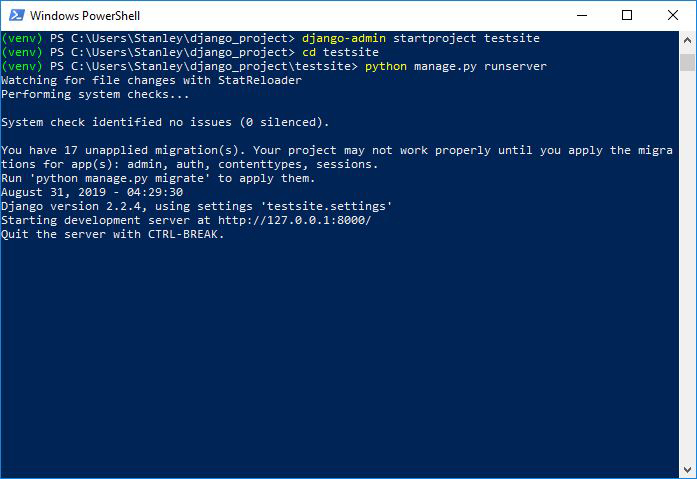 Windows PowerShell
(venv) PS C:\Users\Stanley\django_project> django-admin startproject testsite
(venv) PS C:\Users\Stanley\django_project> cd testsite
(venv) PS C:\Users\Stanley\django_project\testsite> python manage.py runserver
Watching for file changes with StatReloader
Performing system checks...
System check identified no issues (0 silenced).
You have 17 unapplied migration(s). Your project may not work properly until you apply the migra
tions for app(s): admin, auth, contenttypes, sessions.
Run 'python manage.py migrate' to apply them.
August 31, 2019 - 04:29:30
Django version 2.2.4, using settings 'testsite.settings'
Starting development server at http://127.0.0.1:8000/
Quit the server with CTRL-BREAK.